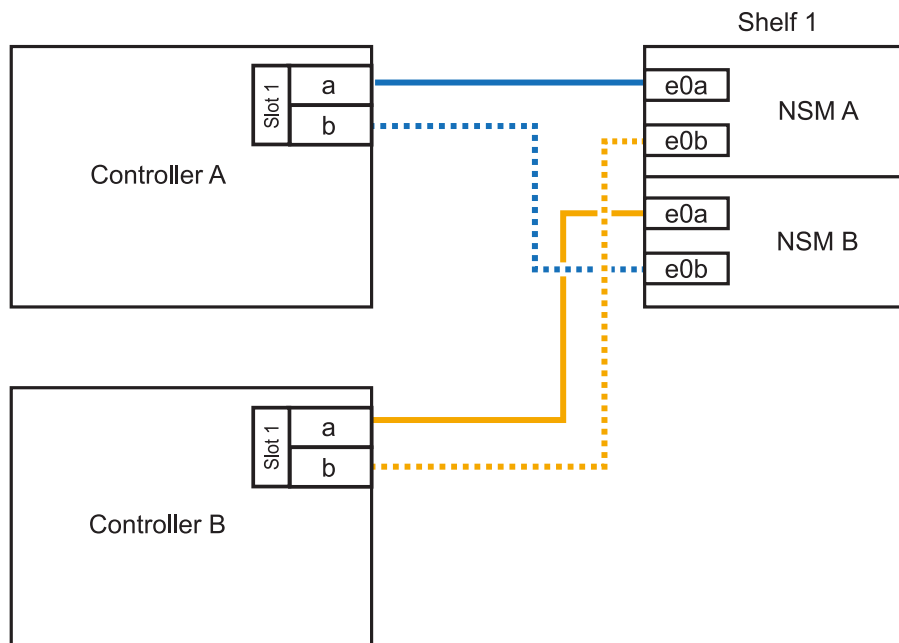 Shelf 1
Slot 1
a
b
Controller A
e0a
e0b
NSM A
e0a
e0b
NSM B
Slot 1
a
b
Controller B